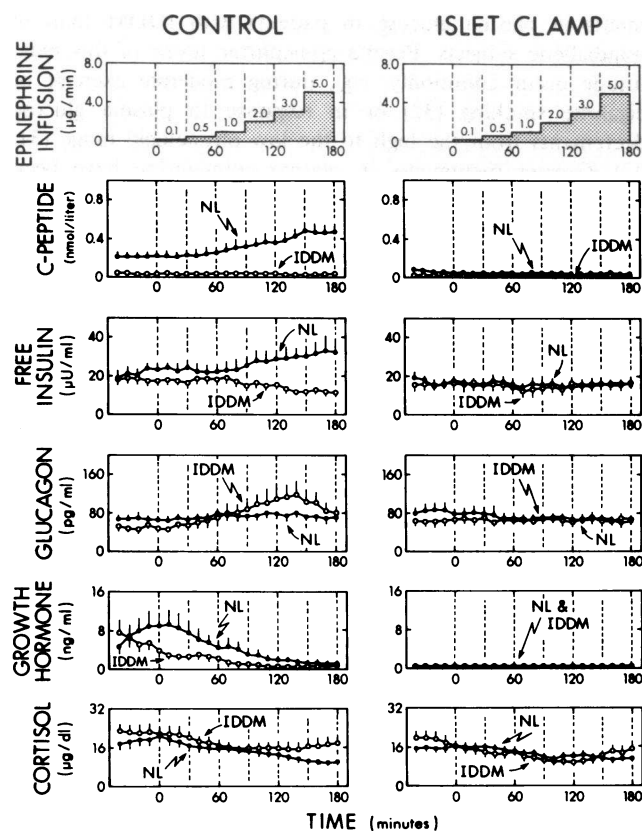 CONTROL
ISLET CLAMP
EPINEPHRINE
INFUSION
(µg/min)
8.0
4.0
0
0.1 0.5 1.0 2.0 3.0 5.0
0 60 120 180
8.0
4.0
0
0.1 0.5 1.0 2.0 3.0 5.0
0 60 120 180
C-PEPTIDE
(nmol/liter)
0.8
0.4
0
NL
IDDM
0 60 120 180
0.8
0.4
0
NL
IDDM
0 60 120 180
FREE
INSULIN
(µU/ml)
40
20
0
NL
IDDM
0 60 120 180
40
20
0
NL
IDDM
0 60 120 180
GLUCAGON
(pg/ml)
160
80
0
IDDM
NL
0 60 120 180
160
80
0
IDDM
NL
0 60 120 180
GROWTH
HORMONE
(ng/ml)
16
8
0
NL
IDDM
0 60 120 180
16
8
0
NL &
IDDM
0 60 120 180
CORTISOL
(µg/dl)
32
16
0
IDDM
NL
0 60 120 180
32
16
0
NL
IDDM
0 60 120 180
TIME (minutes)